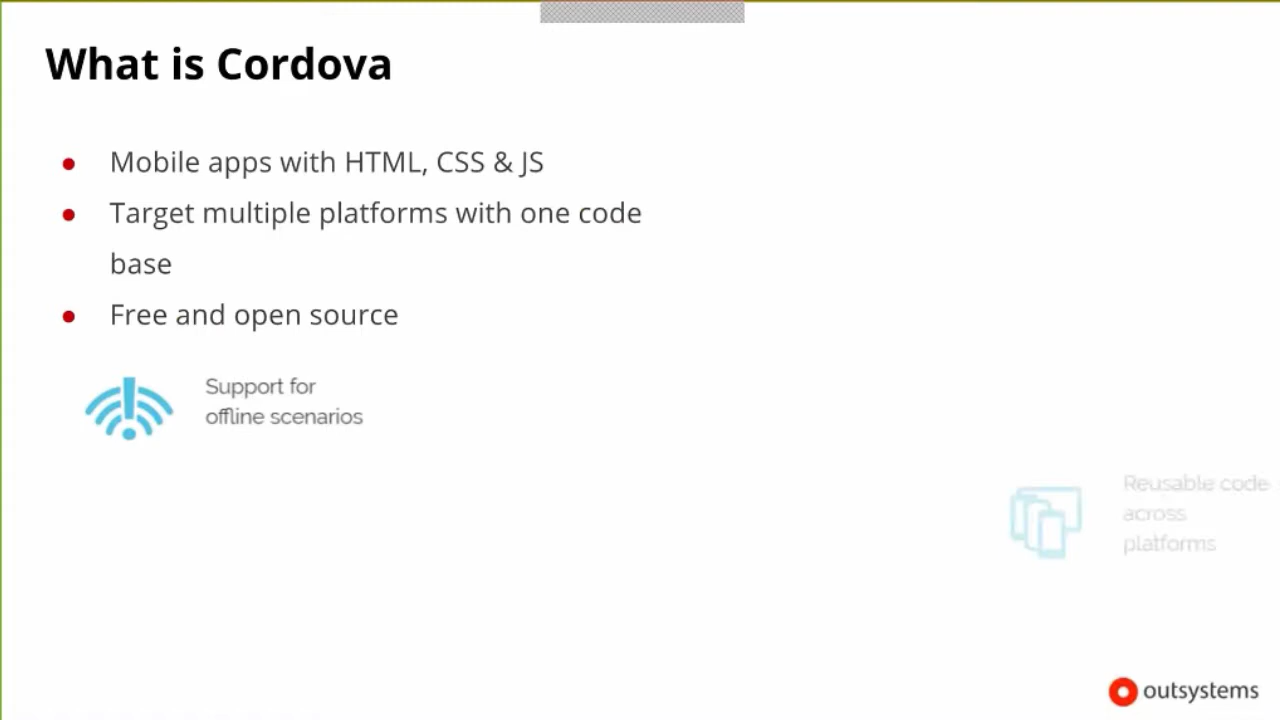 What is Cordova
Mobile apps with HTML, CSS & JS
Target multiple platforms with one code
base
Free and open source
Support for
offline scenarios
Reusable code
across
platforms
outsystems